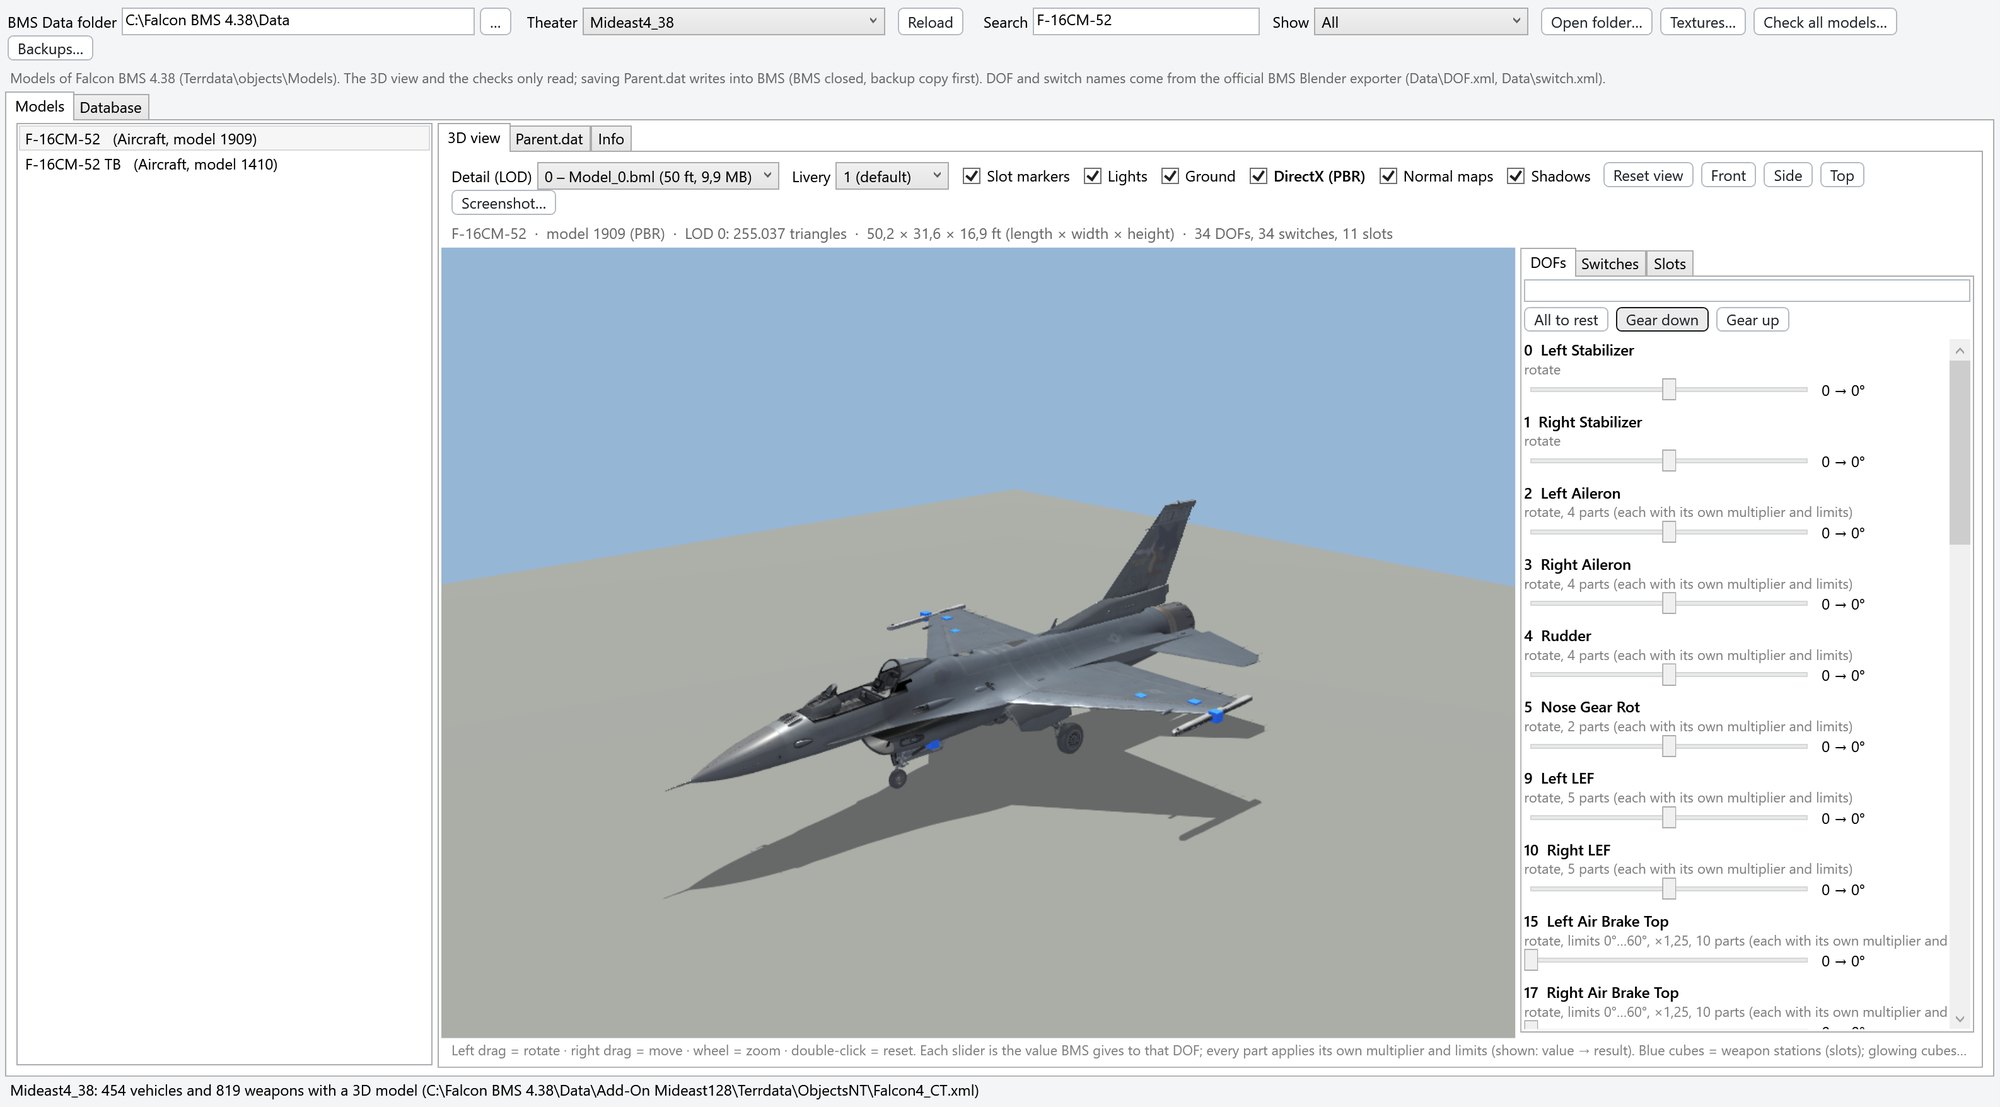 BMS Data folder C:\Falcon BMS 4.38\Data ... Theater Mideast4_38 Reload Search F-16CM-52 Show All Open folder... Textures... Check all models...
Backups...
Models of Falcon BMS 4.38 (Terrdata\objects\Models). The 3D view and the checks only read; saving Parent.dat writes into BMS (BMS closed, backup copy first). DOF and switch names come from the official BMS Blender exporter (Data\DOF.xml, Data\switch.xml).
Models Database
F-16CM-52 (Aircraft, model 1909)
F-16CM-52 TB (Aircraft, model 1410)
3D view Parent.dat Info
Detail (LOD) 0 – Model_0.bml (50 ft, 9,9 MB) Livery 1 (default) Slot markers Lights Ground DirectX (PBR) Normal maps Shadows Reset view Front Side Top
Screenshot...
F-16CM-52 · model 1909 (PBR) · LOD 0: 255.037 triangles · 50,2 × 31,6 × 16,9 ft (length × width × height) · 34 DOFs, 34 switches, 11 slots
DOFs Switches Slots
All to rest Gear down Gear up
0 Left Stabilizer
rotate
0 → 0°
1 Right Stabilizer
rotate
0 → 0°
2 Left Aileron
rotate, 4 parts (each with its own multiplier and limits)
0 → 0°
3 Right Aileron
rotate, 4 parts (each with its own multiplier and limits)
0 → 0°
4 Rudder
rotate, 4 parts (each with its own multiplier and limits)
0 → 0°
5 Nose Gear Rot
rotate, 2 parts (each with its own multiplier and limits)
0 → 0°
9 Left LEF
rotate, 5 parts (each with its own multiplier and limits)
0 → 0°
10 Right LEF
rotate, 5 parts (each with its own multiplier and limits)
0 → 0°
15 Left Air Brake Top
rotate, limits 0°...60°, ×1,25, 10 parts (each with its own multiplier and
0 → 0°
17 Right Air Brake Top
rotate, limits 0°...60°, ×1,25, 10 parts (each with its own multiplier and
Left drag = rotate · right drag = move · wheel = zoom · double-click = reset. Each slider is the value BMS gives to that DOF; every part applies its own multiplier and limits (shown: value → result). Blue cubes = weapon stations (slots); glowing cubes...
Mideast4_38: 454 vehicles and 819 weapons with a 3D model (C:\Falcon BMS 4.38\Data\Add-On Mideast128\Terrdata\ObjectsNT\Falcon4_CT.xml)